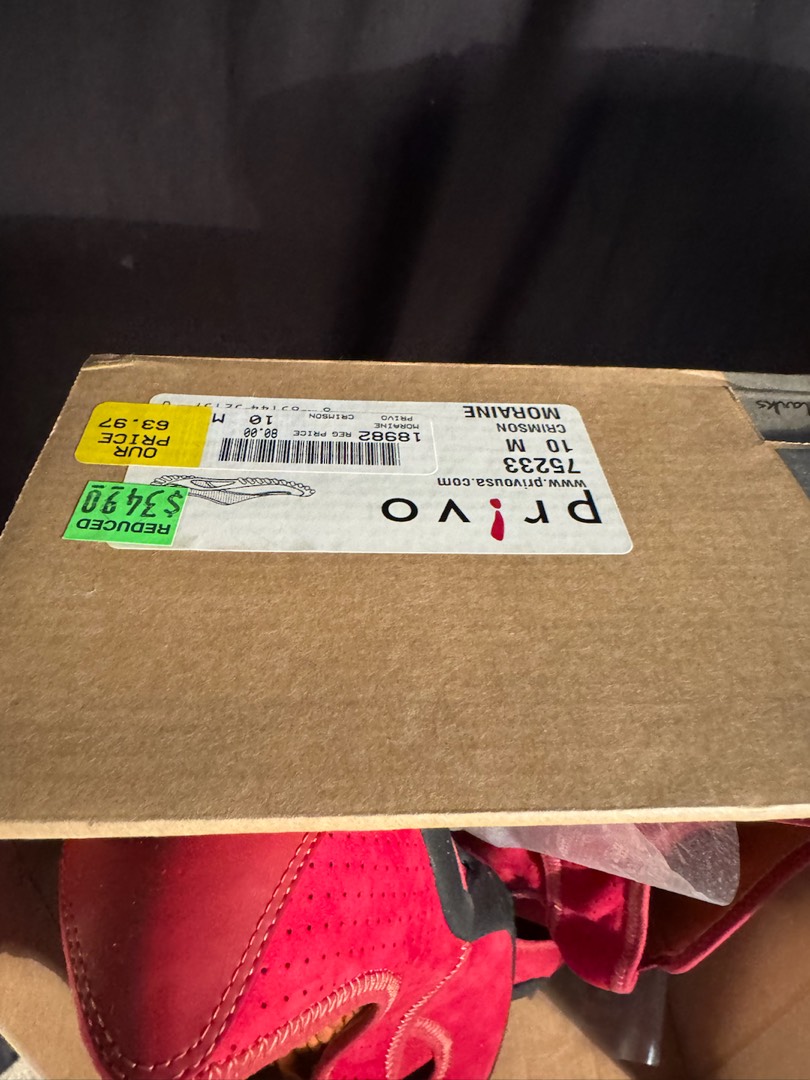 privo
www.privousa.com
75233
10 M
CRIMSON
MORAINE
18982 REG PRICE 80.00
MORAINE
PRIVO CRIMSON 10 M
OUR
PRICE
63.97
REDUCED
$34.90